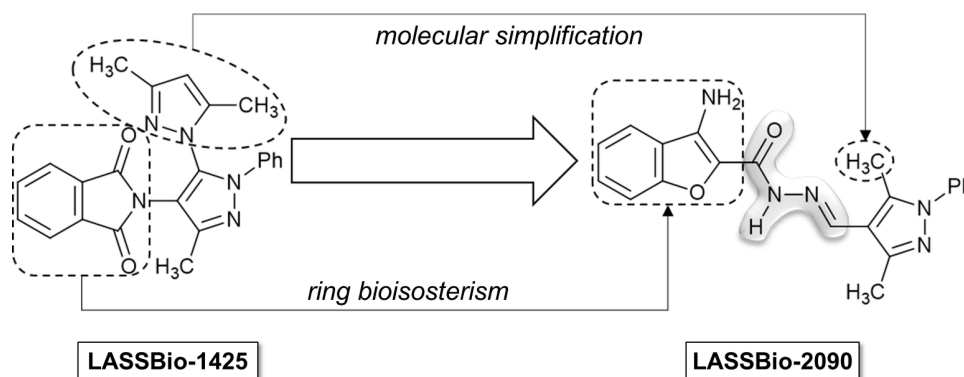 molecular simplification
H₃C
CH₃
N
N
O
N
O
Ph
N
N
H₃C
NH₂
O
O
N
H
N
H₃C
N
N
H₃C
ring bioisosterism
LASSBio-1425
LASSBio-2090